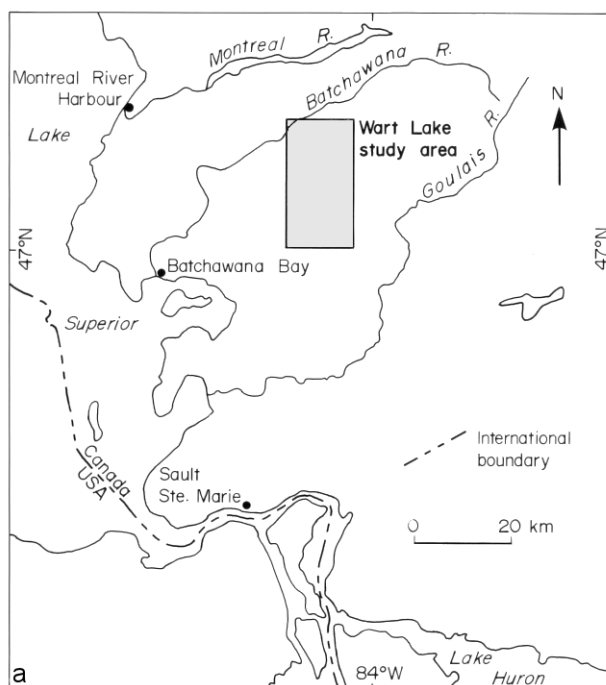 Montreal R.
Montreal River
Harbour
Batchawana R.
Lake
Wart Lake
study area
Goulais R.
N
47°N
47°N
Batchawana Bay
Superior
Canada
USA
International
boundary
Sault
Ste. Marie
0 20 km
a
84°W
Lake
Huron